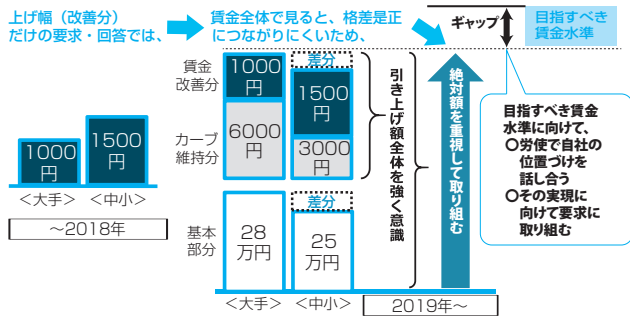 上げ幅（改善分）
だけの要求・回答では、
賃金全体で見ると、格差是正
につながりにくいため、
ギャップ
目指すべき
賃金水準
1000
円
1500
円
＜大手＞
＜中小＞
～2018年
賃金
改善分
カーブ
維持分
基本
部分
1000
円
6000
円
28
万円
差分
1500
円
3000
円
差分
25
万円
＜大手＞
＜中小＞
引き上げ額全体を強く意識
絶対額を重視して取り組む
2019年～
目指すべき賃金
水準に向けて、
○労使で自社の
位置づけを
話し合う
○その実現に
向けて要求に
取り組む